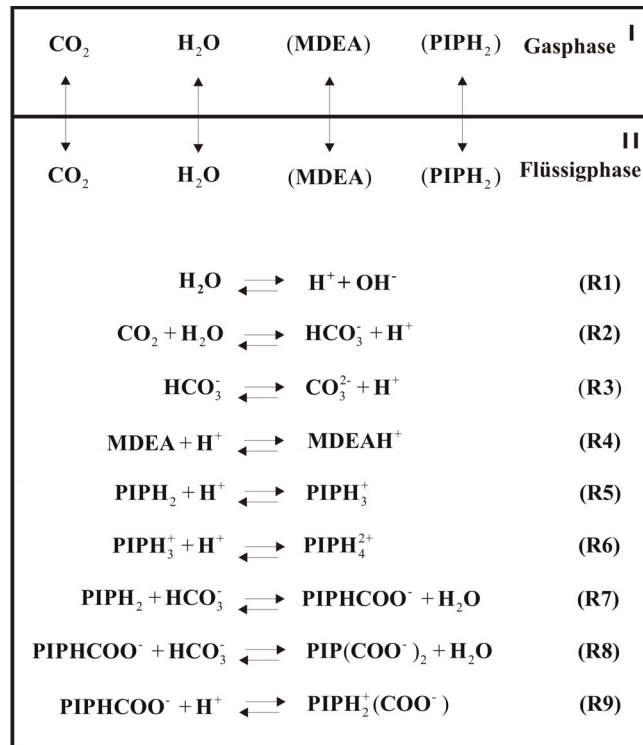 CO₂ H₂O (MDEA) (PIPH₂) Gasphase I
II
CO₂ H₂O (MDEA) (PIPH₂) Flüssigphase
H₂O ⇌ H⁺ + OH⁻ (R1)
CO₂ + H₂O ⇌ HCO₃⁻ + H⁺ (R2)
HCO₃⁻ ⇌ CO₃²⁻ + H⁺ (R3)
MDEA + H⁺ ⇌ MDEAH⁺ (R4)
PIPH₂ + H⁺ ⇌ PIPH₃⁺ (R5)
PIPH₃⁺ + H⁺ ⇌ PIPH₄²⁺ (R6)
PIPH₂ + HCO₃⁻ ⇌ PIPHCOO⁻ + H₂O (R7)
PIPHCOO⁻ + HCO₃⁻ ⇌ PIP(COO⁻)₂ + H₂O (R8)
PIPHCOO⁻ + H⁺ ⇌ PIPH₂⁺(COO⁻) (R9)